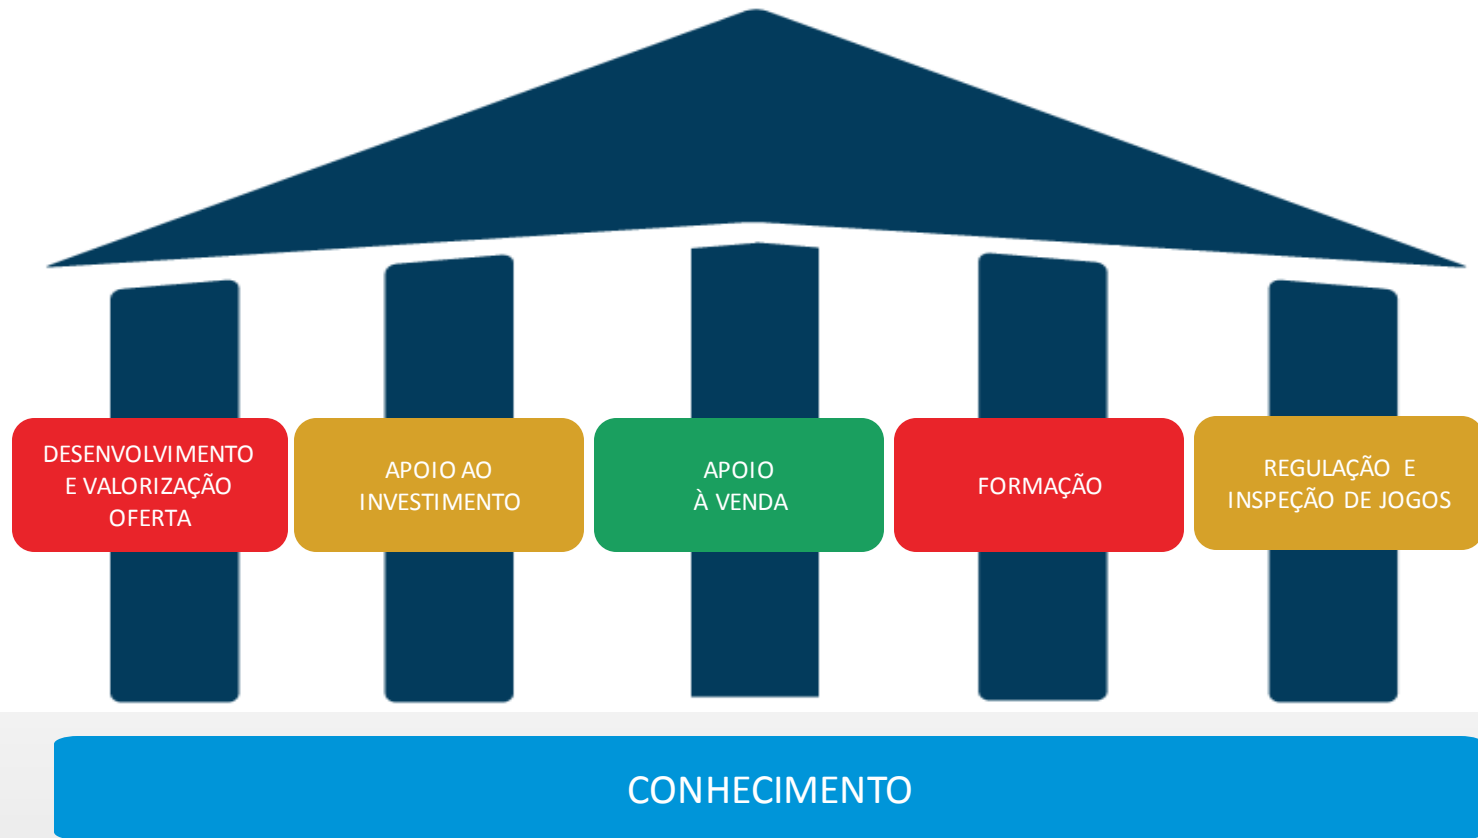 DESENVOLVIMENTO
E VALORIZAÇÃO
OFERTA
APOIO AO
INVESTIMENTO
APOIO
À VENDA
FORMAÇÃO
REGULAÇÃO E
INSPEÇÃO DE JOGOS
CONHECIMENTO